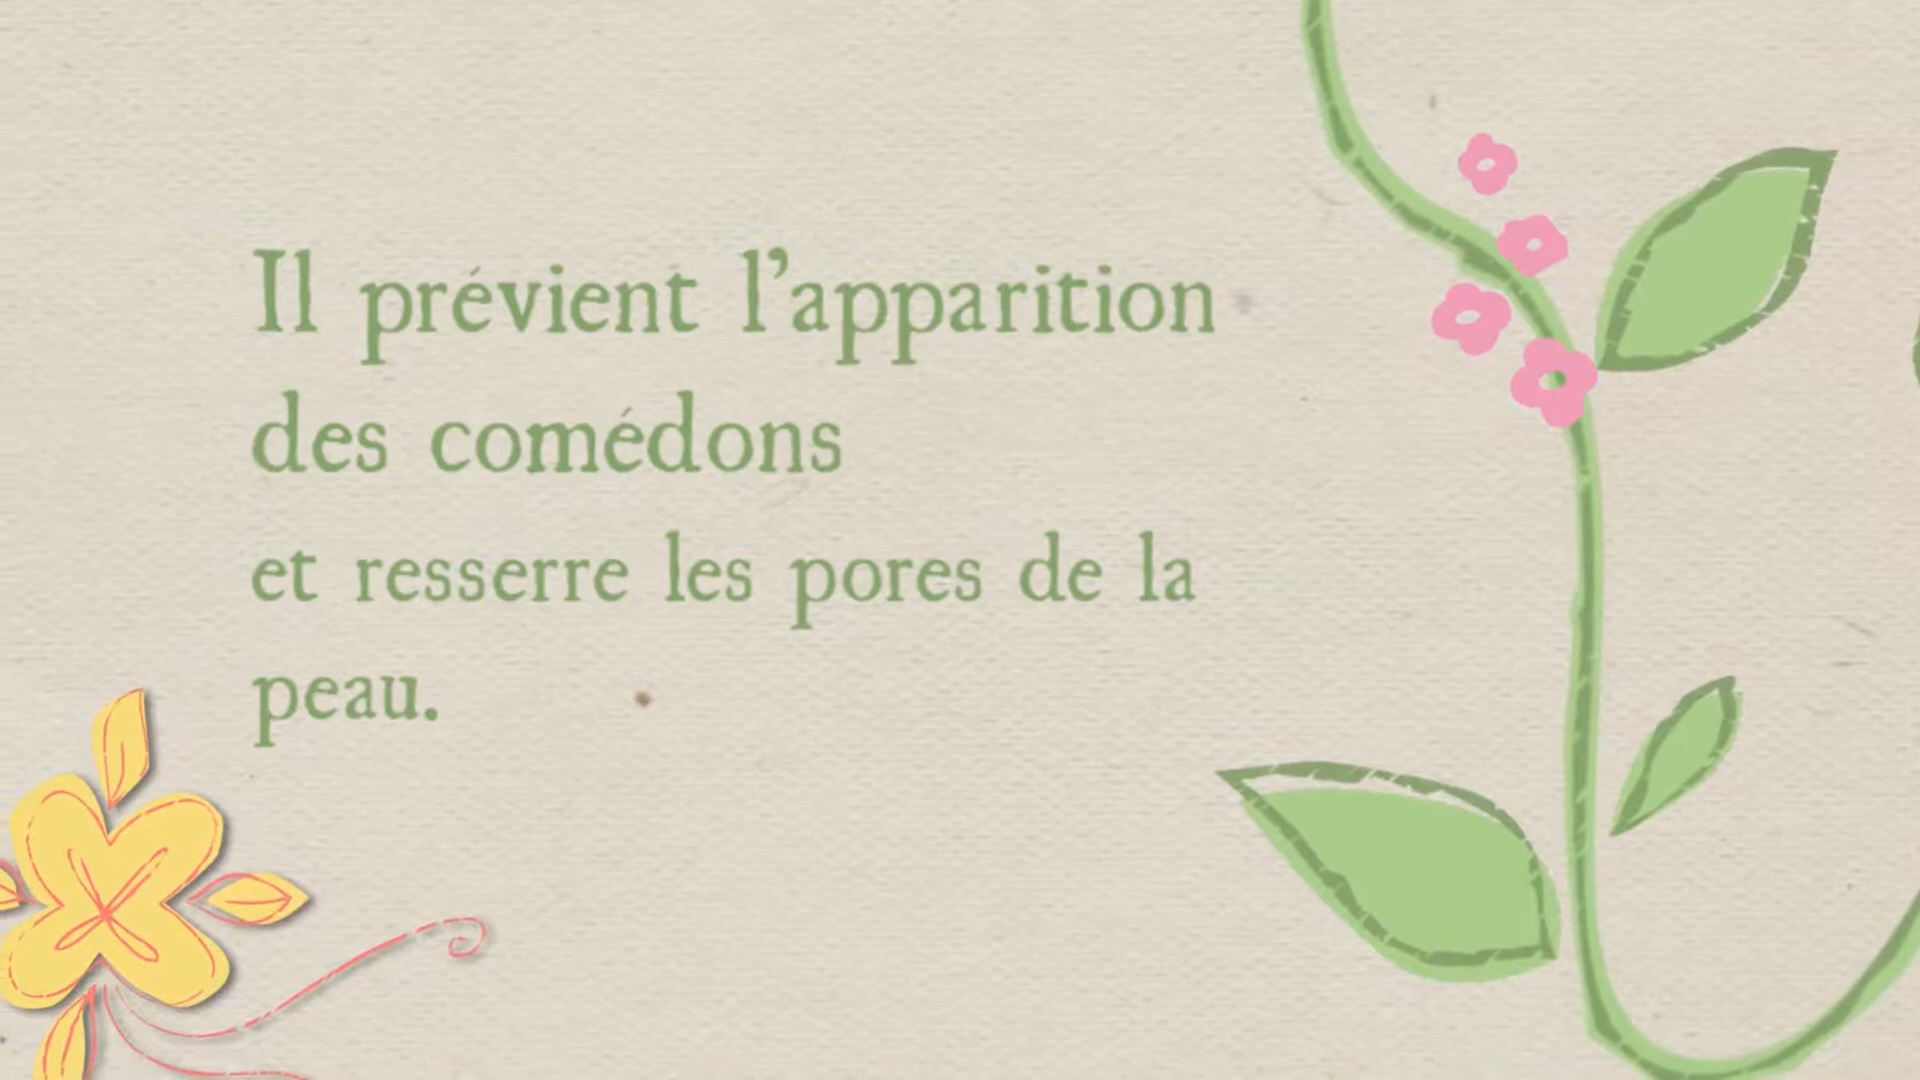 Il prévient l’apparition
des comédons
et resserre les pores de la
peau.